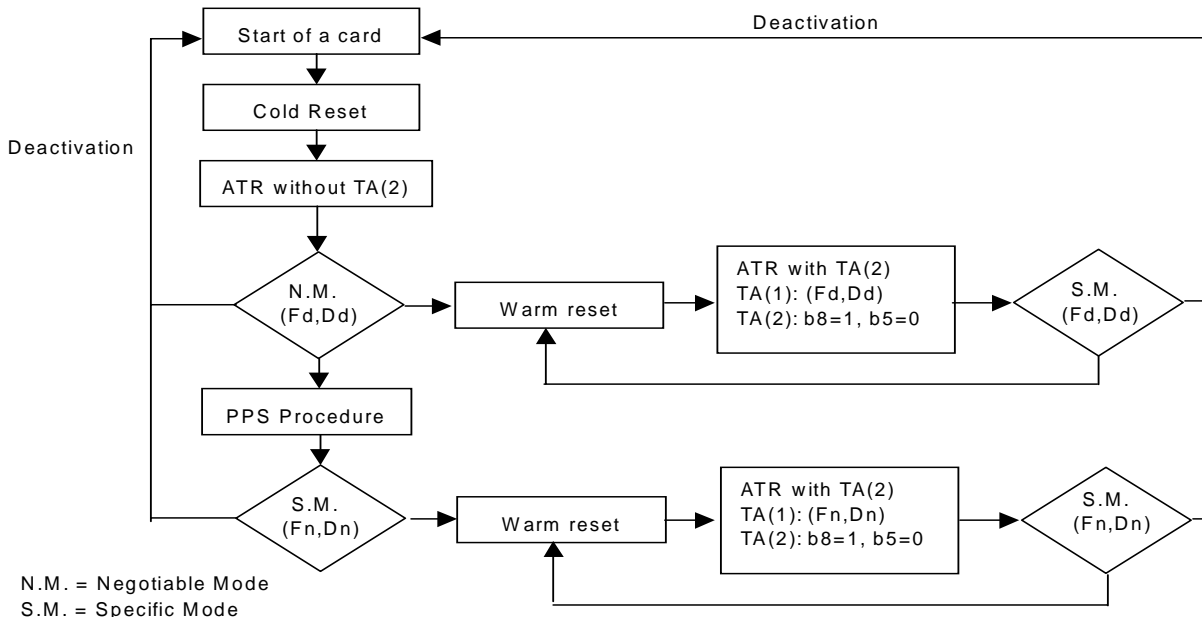 Deactivation
Start of a card
Cold Reset
Deactivation
ATR without TA(2)
N.M.
(Fd,Dd)
Warm reset
ATR with TA(2)
TA(1): (Fd,Dd)
TA(2): b8=1, b5=0
S.M.
(Fd,Dd)
PPS Procedure
S.M.
(Fn,Dn)
Warm reset
ATR with TA(2)
TA(1): (Fn,Dn)
TA(2): b8=1, b5=0
S.M.
(Fn,Dn)
N.M. = Negotiable Mode
S.M. = Specific Mode